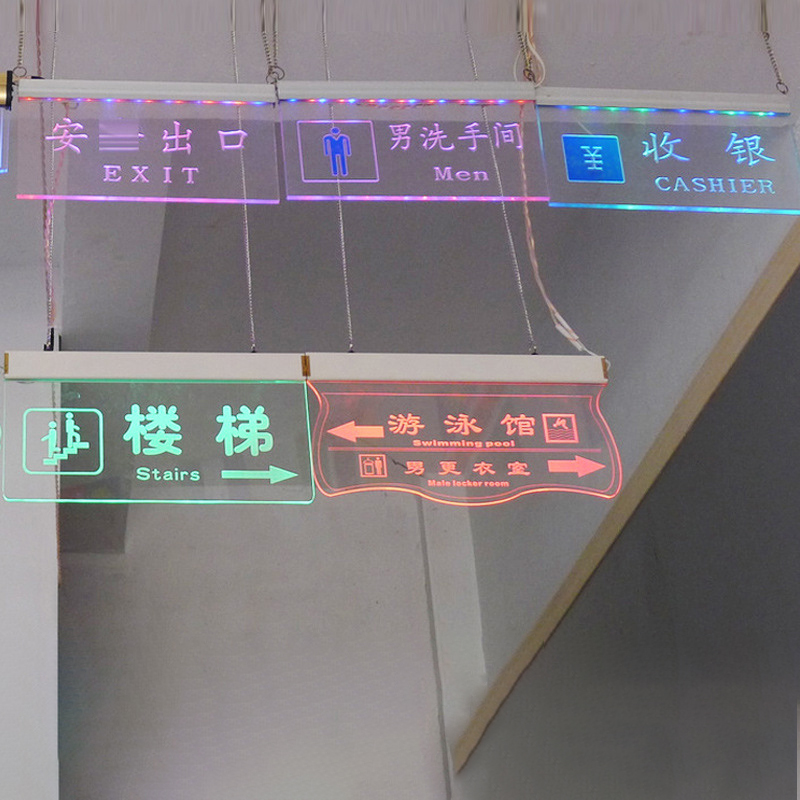 安 出口
EXIT
男洗手间
Men
¥
收银
CASHIER
楼梯
Stairs
游泳馆
Swimming pool
男更衣室
Male locker room